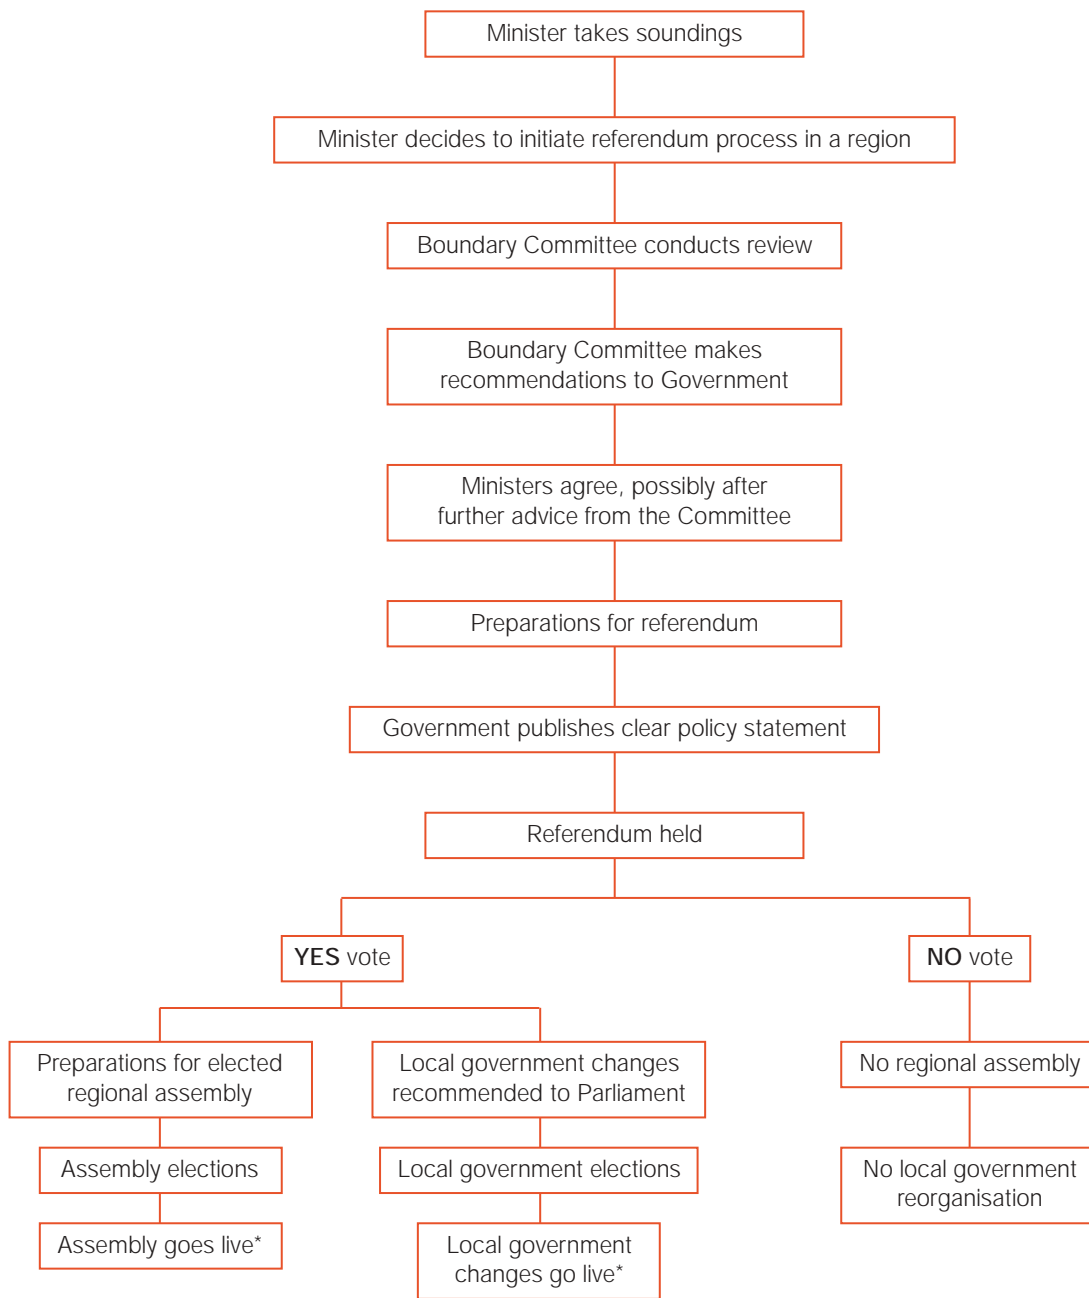 Minister takes soundings
Minister decides to initiate referendum process in a region
Boundary Committee conducts review
Boundary Committee makes
recommendations to Government
Ministers agree, possibly after
further advice from the Committee
Preparations for referendum
Government publishes clear policy statement
Referendum held
YES vote
NO vote
Preparations for elected
regional assembly
Local government changes
recommended to Parliament
No regional assembly
Assembly elections
Local government elections
No local government
reorganisation
Assembly goes live*
Local government
changes go live*